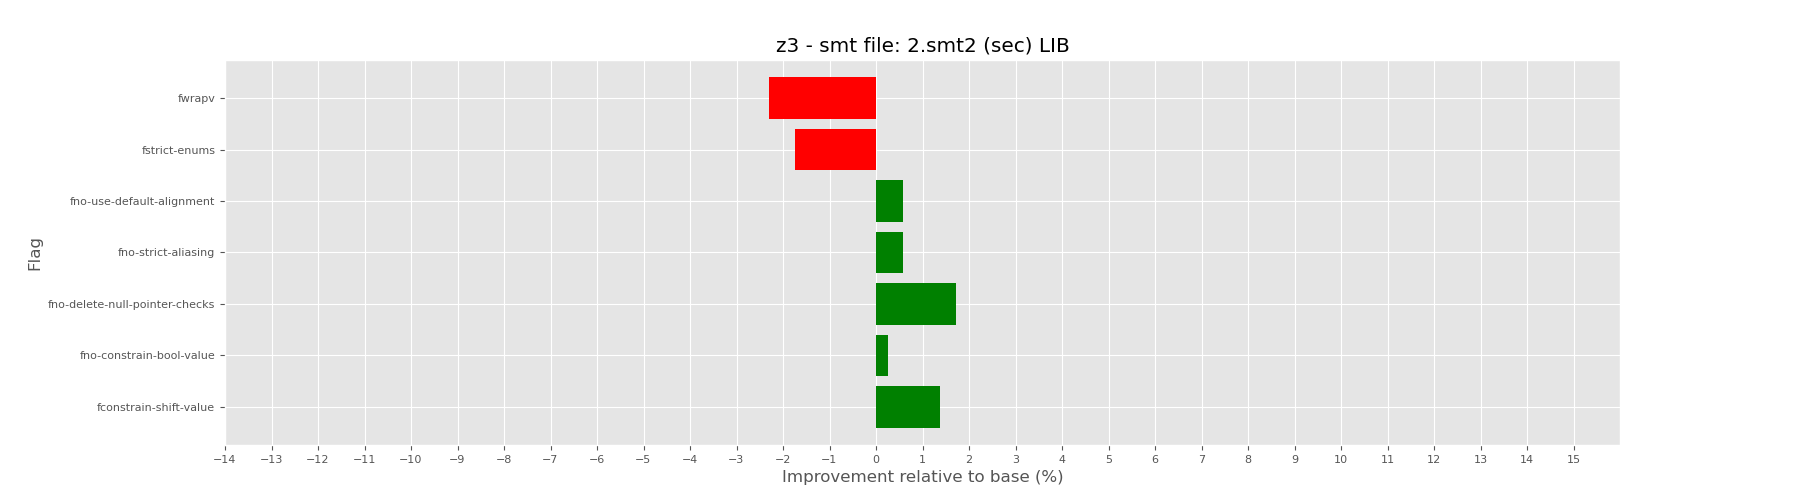 z3 - smt file: 2.smt2 (sec) LIB
fwrapv
fstrict-enums
fno-use-default-alignment
fno-strict-aliasing
fno-delete-null-pointer-checks
fno-constrain-bool-value
fconstrain-shift-value
Flag
−14 −13 −12 −11 −10 −9 −8 −7 −6 −5 −4 −3 −2 −1 0 1 2 3 4 5 6 7 8 9 10 11 12 13 14 15
Improvement relative to base (%)